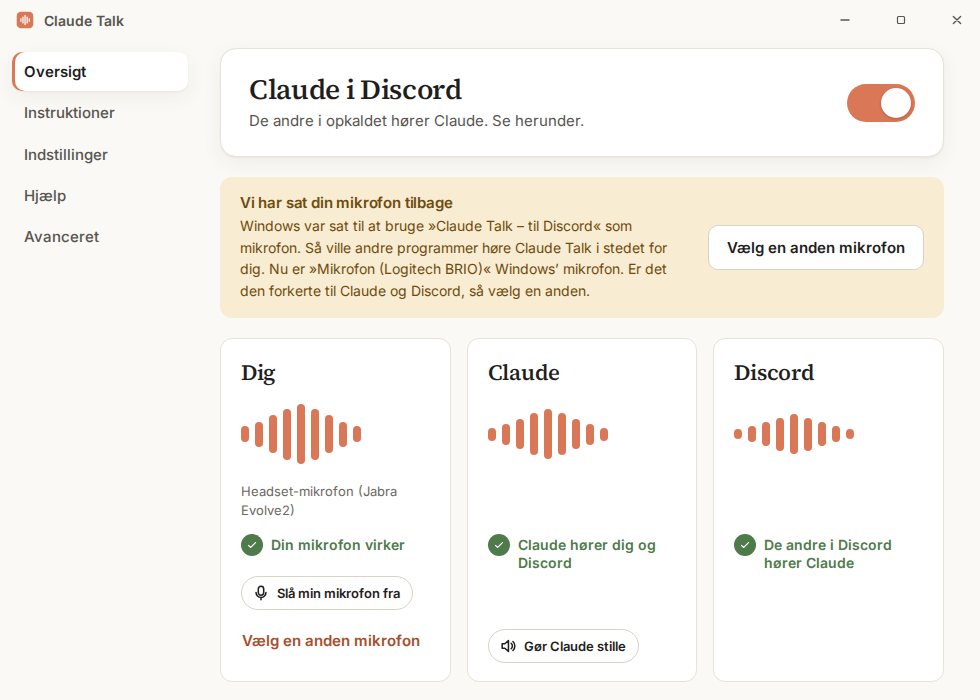 Claude Talk
Oversigt
Instruktioner
Indstillinger
Hjælp
Avanceret
Claude i Discord
De andre i opkaldet hører Claude. Se herunder.
Vi har sat din mikrofon tilbage
Windows var sat til at bruge »Claude Talk – til Discord« som
mikrofon. Så ville andre programmer høre Claude Talk i stedet for
dig. Nu er »Mikrofon (Logitech BRIO)« Windows’ mikrofon. Er det
den forkerte til Claude og Discord, så vælg en anden.
Vælg en anden mikrofon
Dig
Headset-mikrofon (Jabra
Evolve2)
Din mikrofon virker
Slå min mikrofon fra
Vælg en anden mikrofon
Claude
Claude hører dig og
Discord
Gør Claude stille
Discord
De andre i Discord
hører Claude